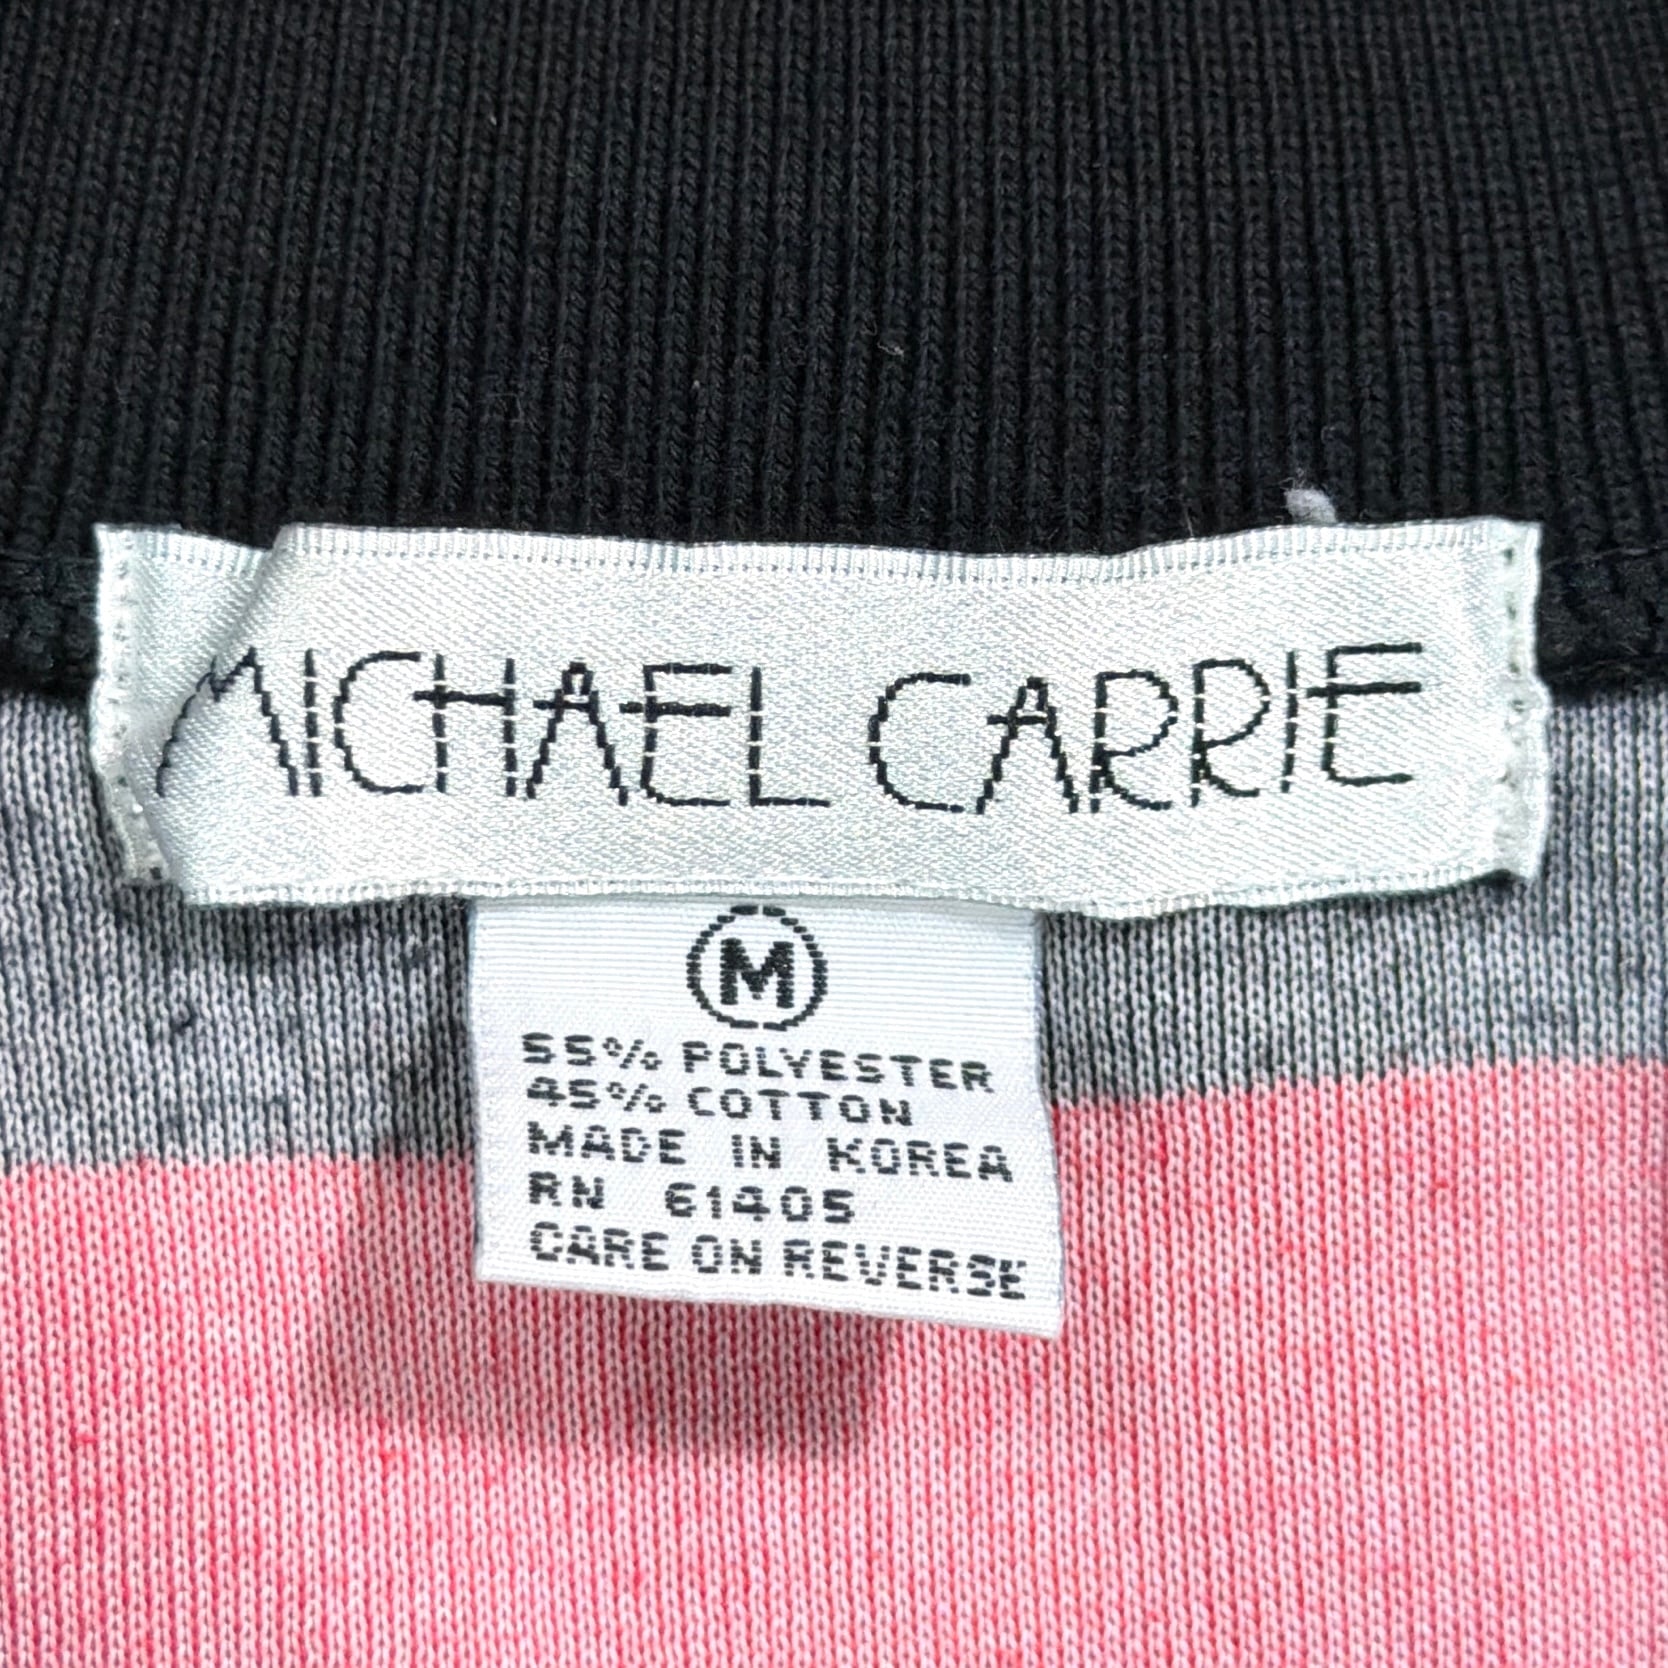 MICHAEL CARRIE
M
55% POLYESTER
45% COTTON
MADE IN KOREA
RN 61405
CARE ON REVERSE